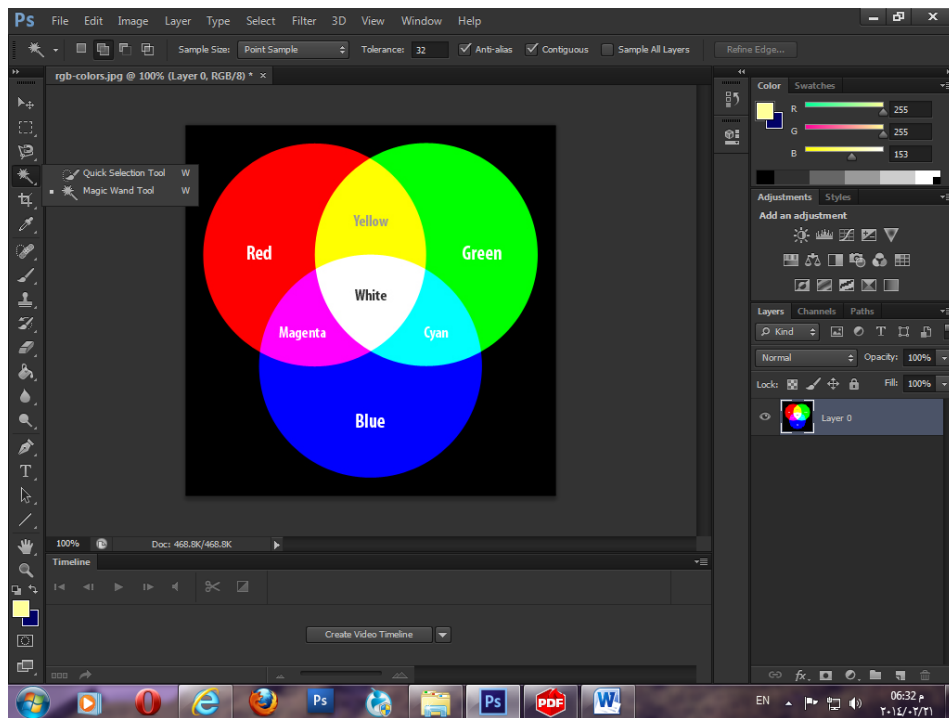 Ps File Edit Image Layer Type Select Filter 3D View Window Help
Sample Size: Point Sample Tolerance: 32 Anti-alias Contiguous Sample All Layers Refine Edge...
rgb-colors.jpg @ 100% (Layer 0, RGB/8) * ×
Quick Selection Tool W
Magic Wand Tool W
Yellow
Red
Green
White
Magenta
Cyan
Blue
100% Doc: 468.8K/468.8K
Timeline
Create Video Timeline
Color Swatches
R 255
G 255
B 153
Adjustments Styles
Add an adjustment
Layers Channels Paths
Kind
Normal Opacity: 100%
Lock: Fill: 100%
Layer 0
fx.
Ps Ps PDF W EN 06:32 م
٢٠١٤/٠٢/٢١